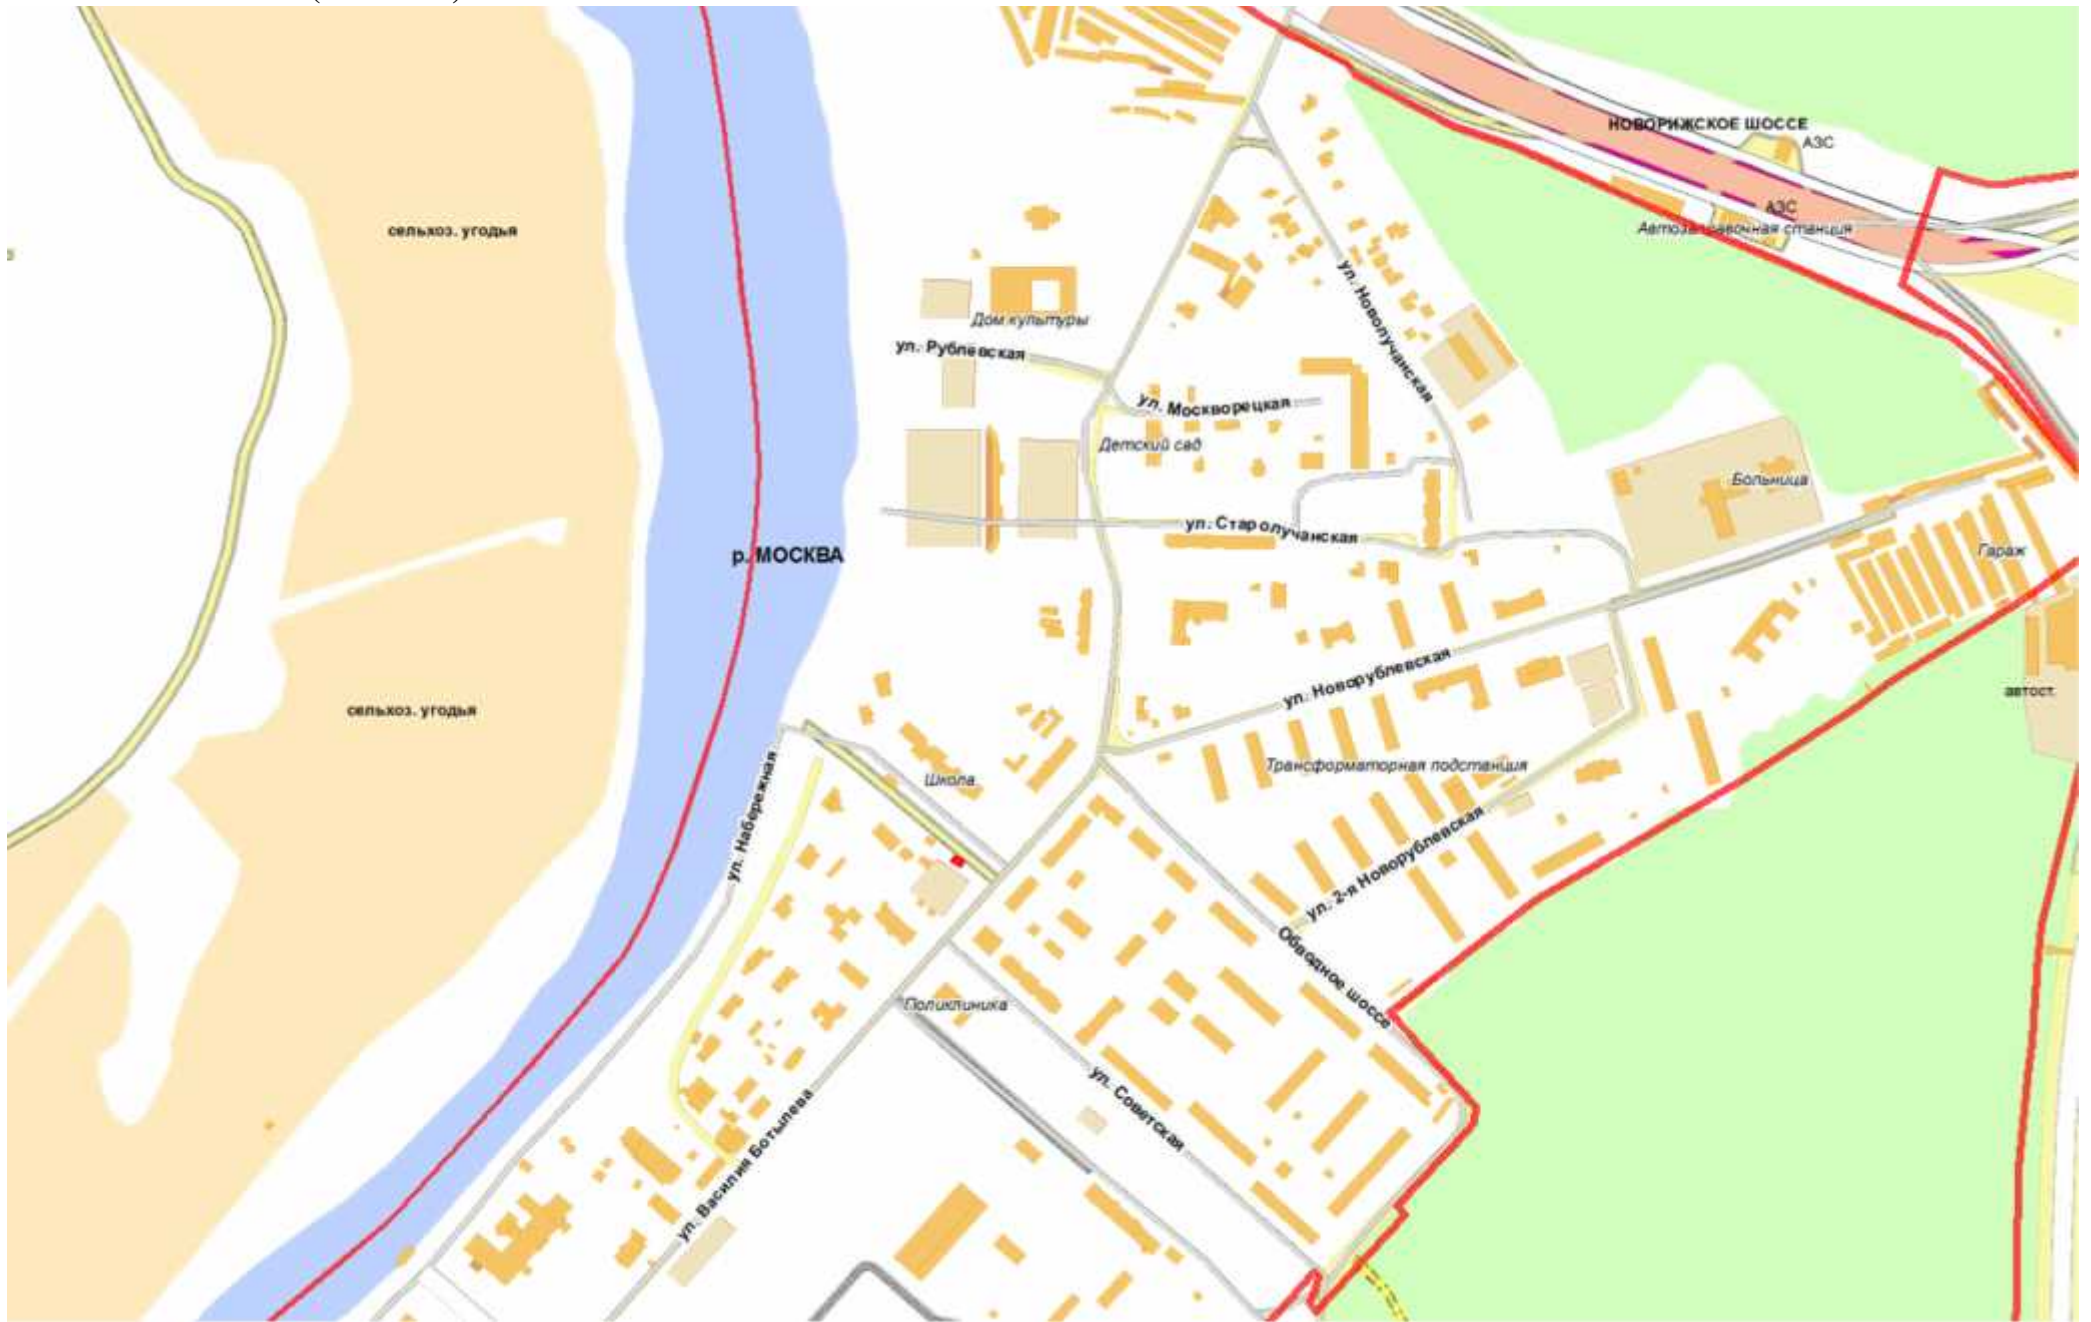 НОВОРИЖСКОЕ ШОССЕ
АЗС
АЗС
Автозаправочная станция
сельхоз. угодья
ул. Новолучанская
Дом культуры
ул. Рублевская
ул. Москворецкая
Детский сад
Больница
ул. Старолучанская
р. МОСКВА
Гараж
ул. Новорублевская
автост.
сельхоз. угодья
Трансформаторная подстанция
Школа
ул. Набережная
ул. 2-я Новорублевская
Обводное шоссе
Поликлиника
ул. Советская
ул. Василия Ботылева